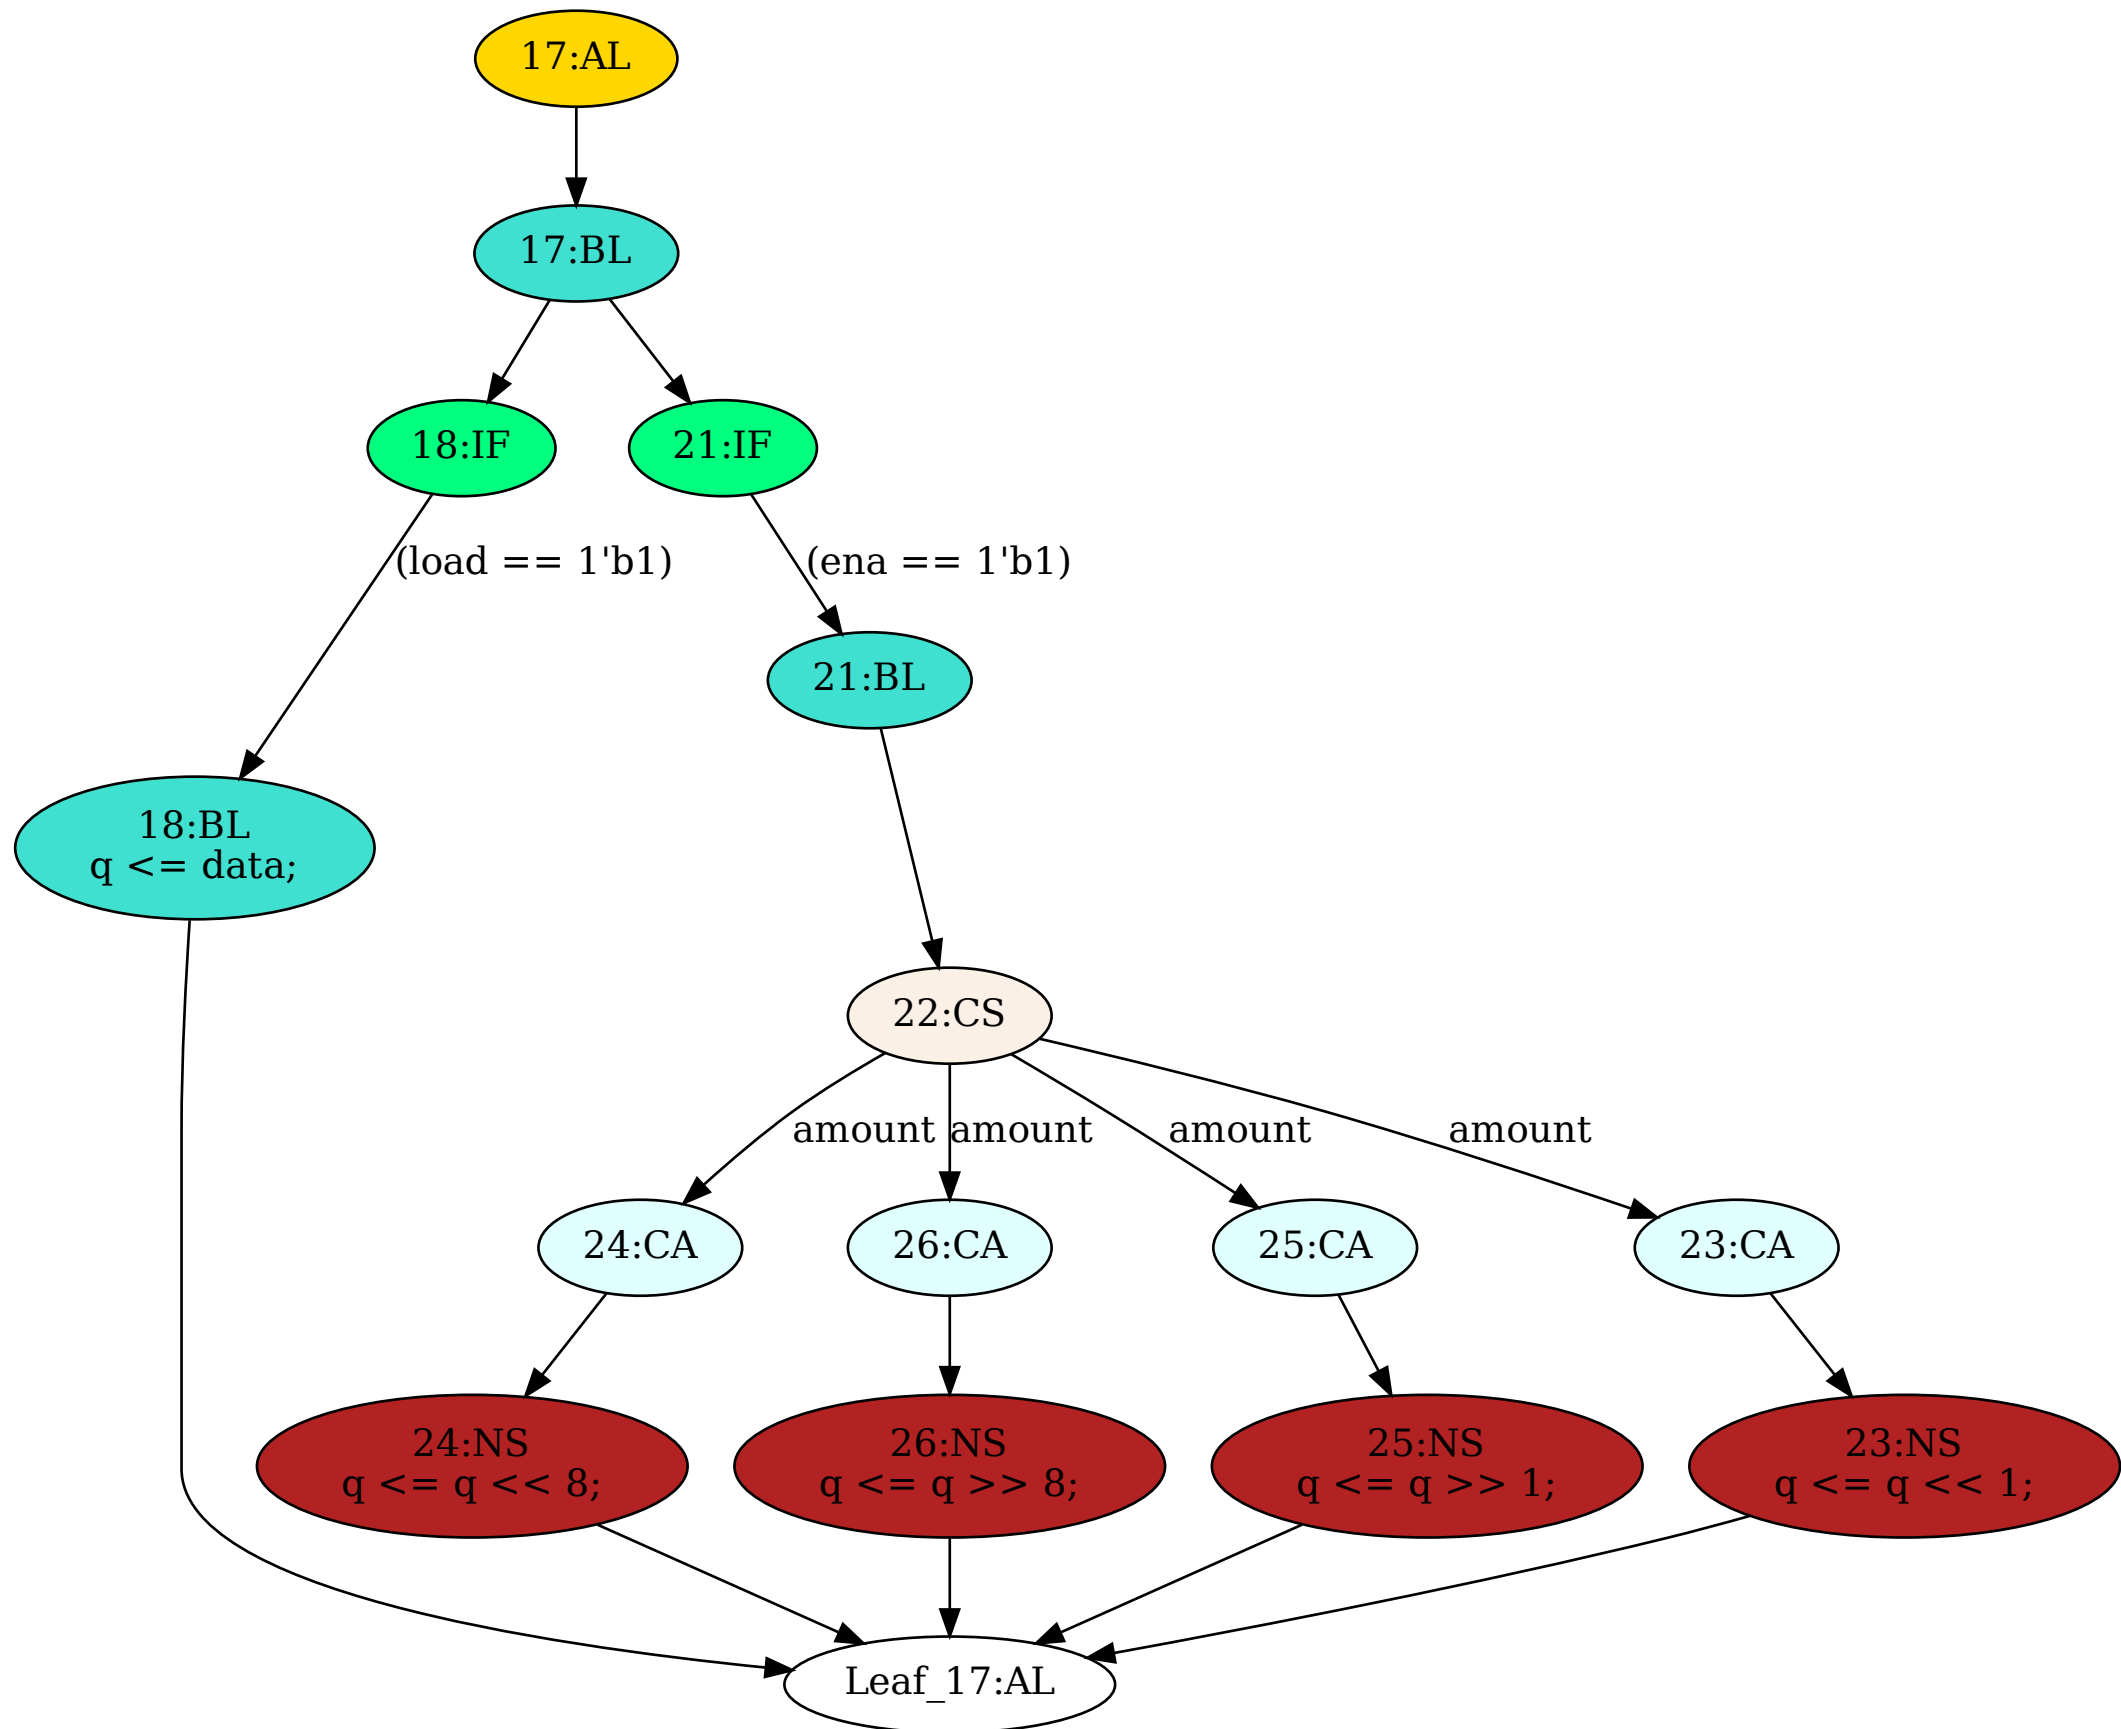 17:AL
17:BL
18:IF
21:IF
(load == 1'b1)
(ena == 1'b1)
21:BL
18:BL
q <= data;
22:CS
amount
amount
amount
amount
24:CA
26:CA
25:CA
23:CA
24:NS
q <= q << 8;
26:NS
q <= q >> 8;
25:NS
q <= q >> 1;
23:NS
q <= q << 1;
Leaf_17:AL